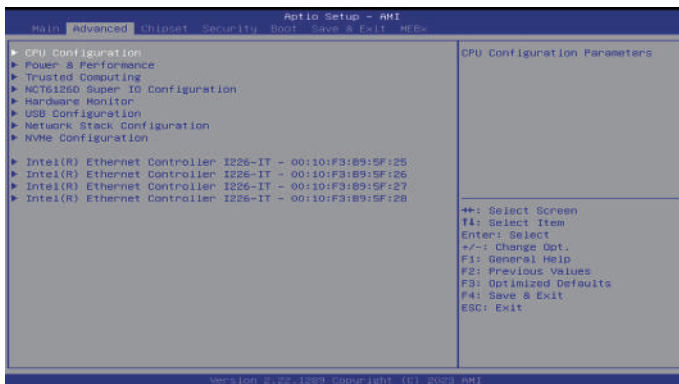 Aptio Setup - AMI
Main Advanced Chipset Security Boot Save & Exit MEBx
► CPU Configuration
► Power & Performance
► Trusted Computing
► NCT6126D Super IO Configuration
► Hardware Monitor
► USB Configuration
► Network Stack Configuration
► NVMe Configuration
► Intel(R) Ethernet Controller I226-IT - 00:10:F3:B9:5F:25
► Intel(R) Ethernet Controller I226-IT - 00:10:F3:B9:5F:26
► Intel(R) Ethernet Controller I226-IT - 00:10:F3:B9:5F:27
► Intel(R) Ethernet Controller I226-IT - 00:10:F3:B9:5F:28
CPU Configuration Parameters
→←: Select Screen
↑↓: Select Item
Enter: Select
+/-: Change Opt.
F1: General Help
F2: Previous Values
F3: Optimized Defaults
F4: Save & Exit
ESC: Exit
Version 2.22.1289 Copyright (C) 2023 AMI